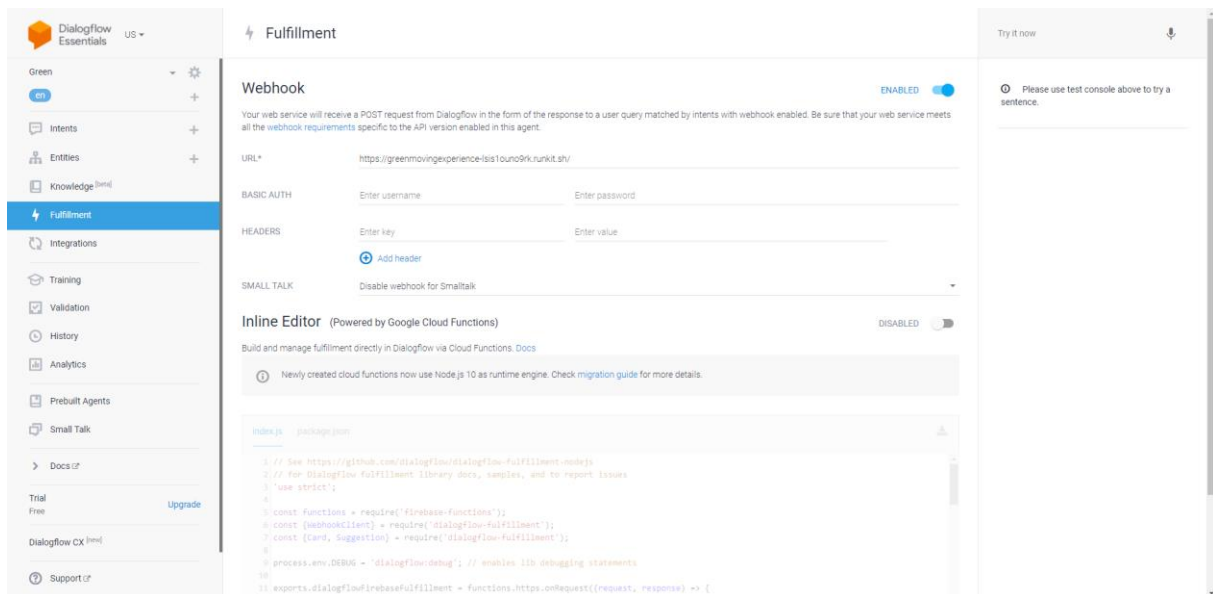 Dialogflow
Essentials
US
Green
en
Intents
Entities
Knowledge [beta]
Fulfillment
Integrations
Training
Validation
History
Analytics
Prebuilt Agents
Small Talk
Docs
Trial
Free
Upgrade
Dialogflow CX [new]
Support
Fulfillment
Webhook
ENABLED
Your web service will receive a POST request from Dialogflow in the form of the response to a user query matched by intents with webhook enabled. Be sure that your web service meets
all the webhook requirements specific to the API version enabled in this agent.
URL* https://greenmovingexperience-lsis1ouno9rk.runkit.sh/
BASIC AUTH Enter username Enter password
HEADERS Enter key Enter value
Add header
SMALL TALK Disable webhook for Smalltalk
Inline Editor (Powered by Google Cloud Functions)
DISABLED
Build and manage fulfillment directly in Dialogflow via Cloud Functions. Docs
Newly created cloud functions now use Node.js 10 as runtime engine. Check migration guide for more details.
index.js package.json
1 // See https://github.com/dialogflow/dialogflow-fulfillment-nodejs
2 // for Dialogflow fulfillment library docs, samples, and to report issues
3 'use strict';
4
5 const functions = require('firebase-functions');
6 const {WebhookClient} = require('dialogflow-fulfillment');
7 const {Card, Suggestion} = require('dialogflow-fulfillment');
8
9 process.env.DEBUG = 'dialogflow:debug'; // enables lib debugging statements
10
11 exports.dialogflowFirebaseFulfillment = functions.https.onRequest((request, response) => {
Try it now
Please use test console above to try a
sentence.